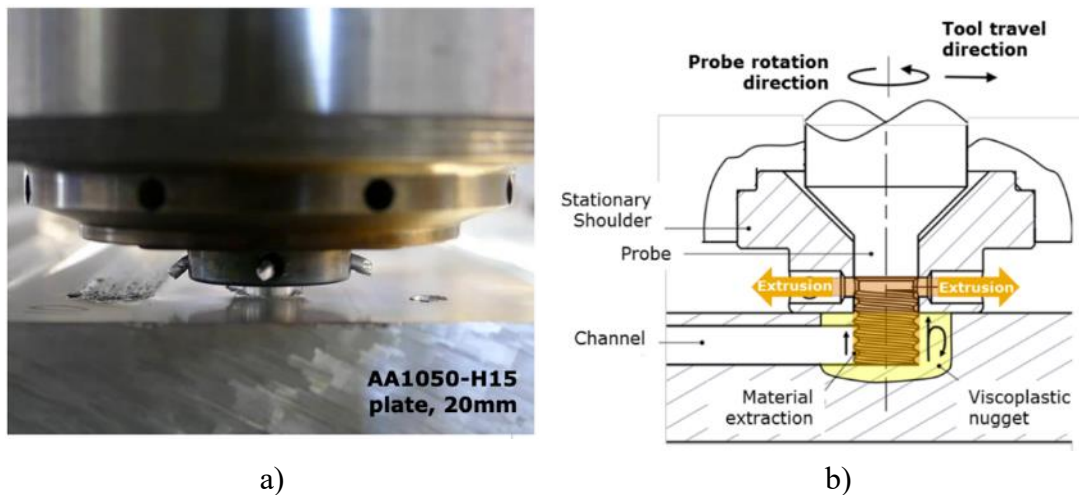 AA1050-H15
plate, 20mm
Tool travel
direction
Probe rotation
direction
Stationary
Shoulder
Probe
Extrusion
Extrusion
Channel
Material
extraction
Viscoplastic
nugget
a)
b)